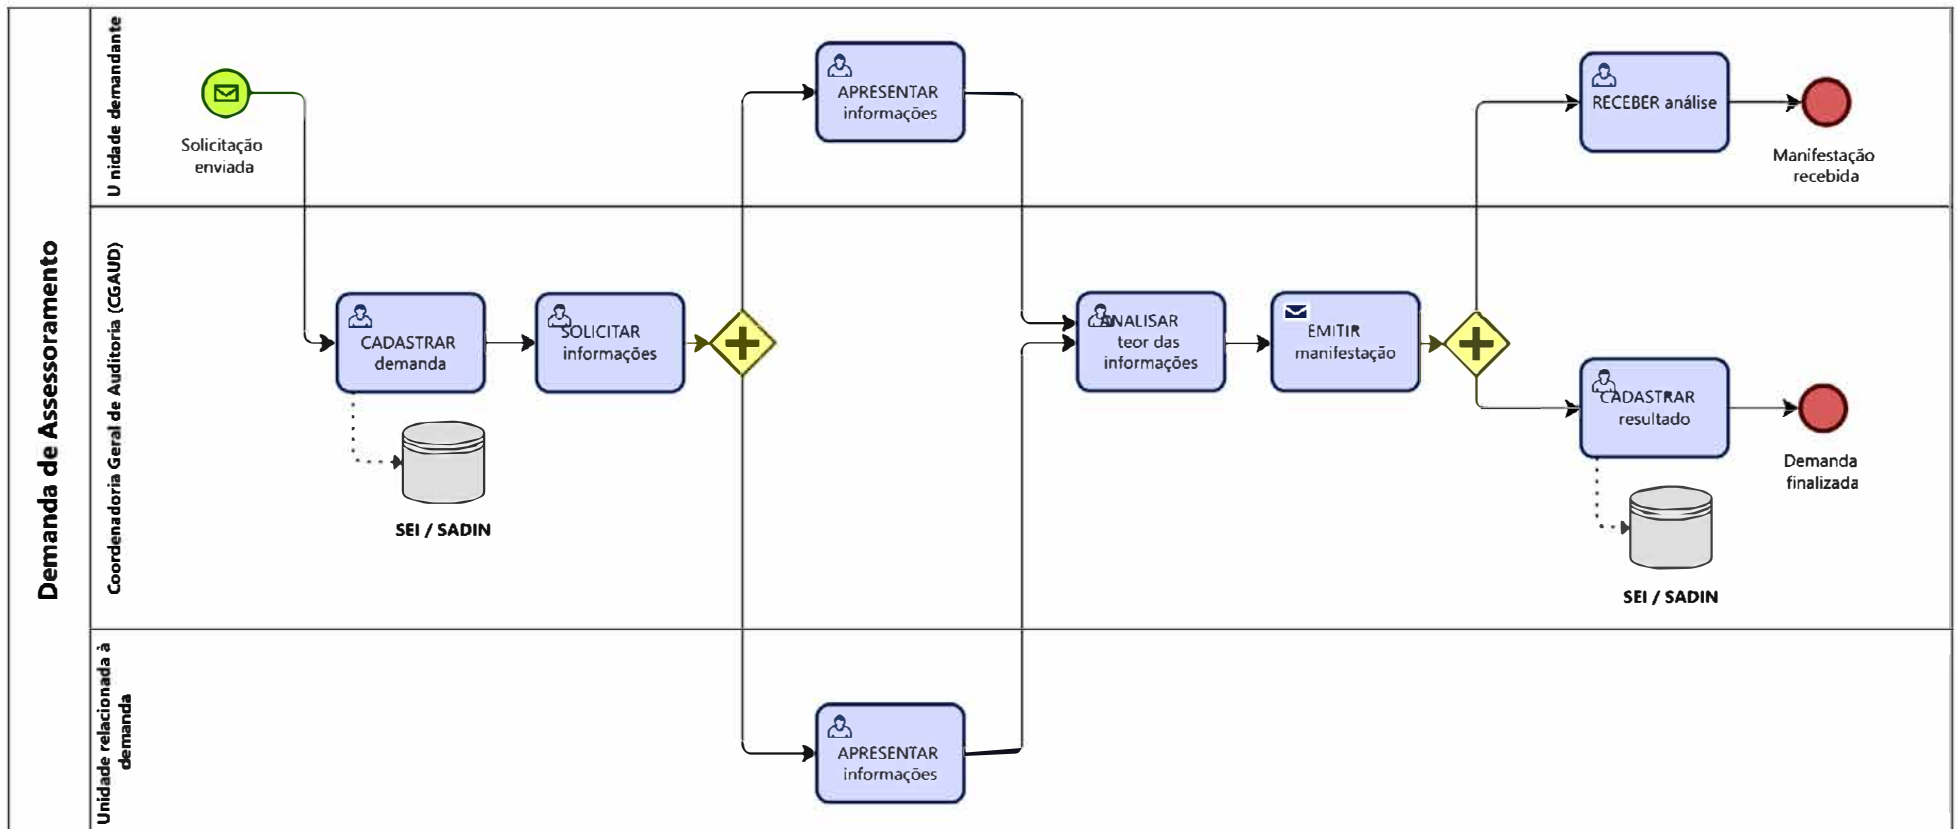 Demanda de Assessoramento
U nidade demandante
Solicitação
enviada
APRESENTAR
informações
RECEBER análise
Manifestação
recebida
Coordenadoria Geral de Auditoria (CGAUD)
CADASTRAR
demanda
SEI / SADIN
SOLICITAR
informações
ANALISAR
teor das
informações
EMITIR
manifestação
CADASTRAR
resultado
SEI / SADIN
Demanda
finalizada
Unidade relacionada à
demanda
APRESENTAR
informações